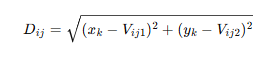 D_{ij} = \sqrt{(x_k - V_{ij1})^2 + (y_k - V_{ij2})^2}